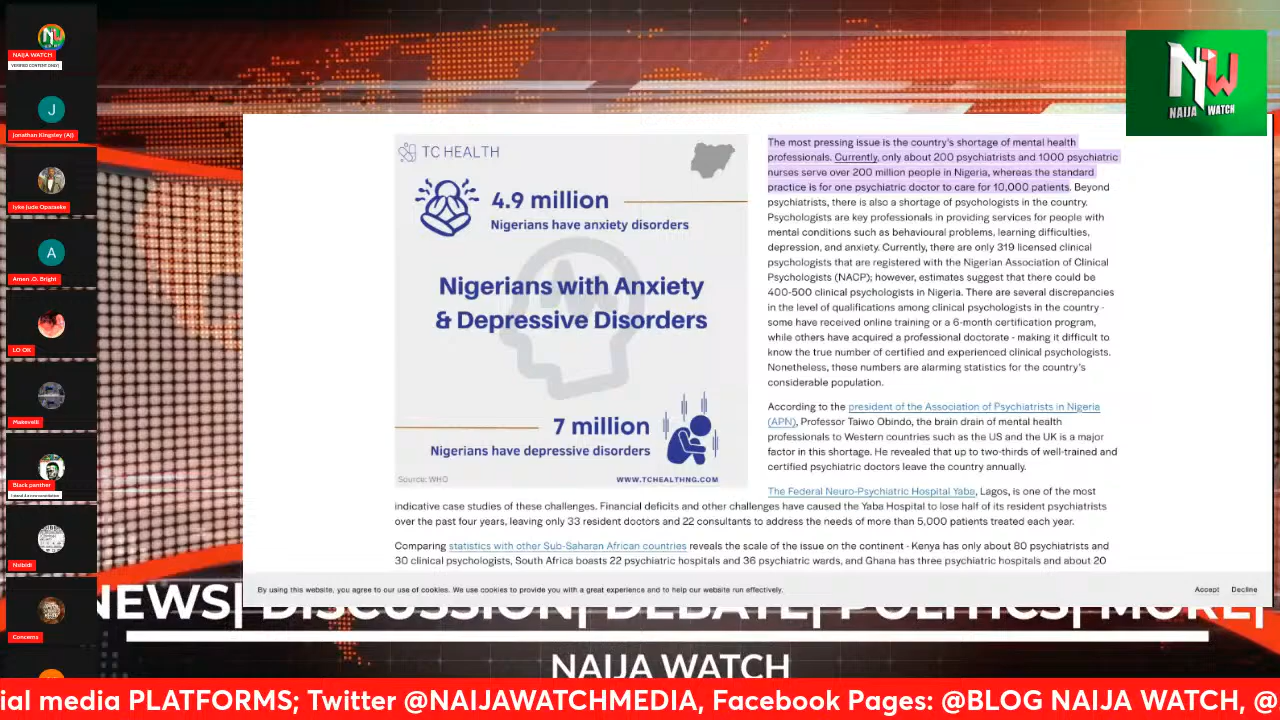 NAIJA WATCH
VERIFIED CONTENT ONLY)
J
Jonathan Kingsley (AJ)
Iyke Jude Oparaeke
A
Amen .O. Bright
LO OK
Makaveli
Black panther
Nsibidi
Concerns
NW
NAIJA WATCH
TC HEALTH
4.9 million
Nigerians have anxiety disorders
Nigerians with Anxiety
& Depressive Disorders
7 million
Nigerians have depressive disorders
Source: WHO
WWW.TCHEALTHNG.COM
The most pressing issue is the country's shortage of mental health
professionals. Currently, only about 200 psychiatrists and 1000 psychiatric
nurses serve over 200 million people in Nigeria, whereas the standard
practice is for one psychiatric doctor to care for 10,000 patients. Beyond
psychiatrists, there is also a shortage of psychologists in the country.
Psychologists are key professionals in providing services for people with
mental conditions such as behavioural problems, learning difficulties,
depression, and anxiety. Currently, there are only 319 licensed clinical
psychologists that are registered with the Nigerian Association of Clinical
Psychologists (NACP); however, estimates suggest that there could be
400-500 clinical psychologists in Nigeria. There are several discrepancies
in the level of qualifications among clinical psychologists in the country -
some have received online training or a 6-month certification program,
while others have acquired a professional doctorate - making it difficult to
know the true number of certified and experienced clinical psychologists.
Nonetheless, these numbers are alarming statistics for the country's
considerable population.
According to the president of the Association of Psychiatrists in Nigeria
(APN), Professor Taiwo Obindo, the brain drain of mental health
professionals to Western countries such as the US and the UK is a major
factor in this shortage. He revealed that up to two-thirds of well-trained and
certified psychiatric doctors leave the country annually.
The Federal Neuro-Psychiatric Hospital Yaba, Lagos, is one of the most
indicative case studies of these challenges. Financial deficits and other challenges have caused the Yaba Hospital to lose half of its resident psychiatrists
over the past four years, leaving only 33 resident doctors and 22 consultants to address the needs of more than 5,000 patients treated each year.
Comparing statistics with other Sub-Saharan African countries reveals the scale of the issue on the continent - Kenya has only about 80 psychiatrists and
30 clinical psychologists, South Africa boasts 22 psychiatric hospitals and 36 psychiatric wards, and Ghana has three psychiatric hospitals and about 20
By using this website, you agree to our use of cookies. We use cookies to provide you with a great experience and to help our website run effectively.
Accept
Decline
NEWS| DISCUSSION| DEBATE| POLITICS| MORE|
NAIJA WATCH
ial media PLATFORMS; Twitter @NAIJAWATCHMEDIA, Facebook Pages: @BLOG NAIJA WATCH, @